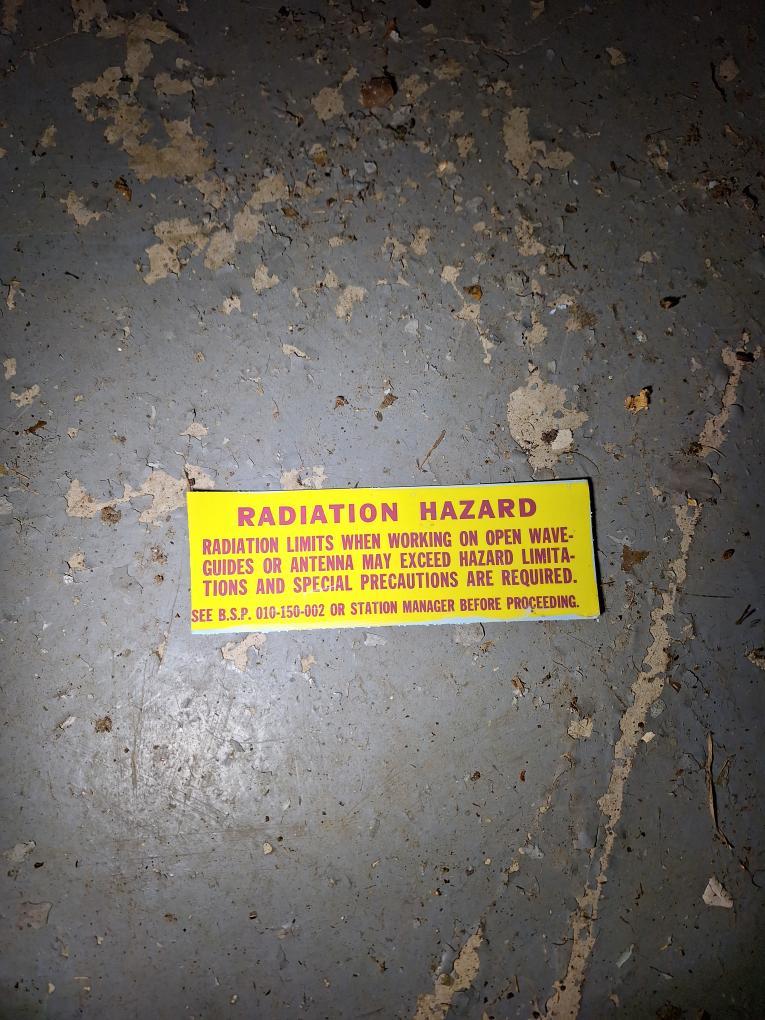 RADIATION HAZARD
RADIATION LIMITS WHEN WORKING ON OPEN WAVE-
GUIDES OR ANTENNA MAY EXCEED HAZARD LIMITA-
TIONS AND SPECIAL PRECAUTIONS ARE REQUIRED.
SEE B.S.P. 010-150-002 OR STATION MANAGER BEFORE PROCEEDING.